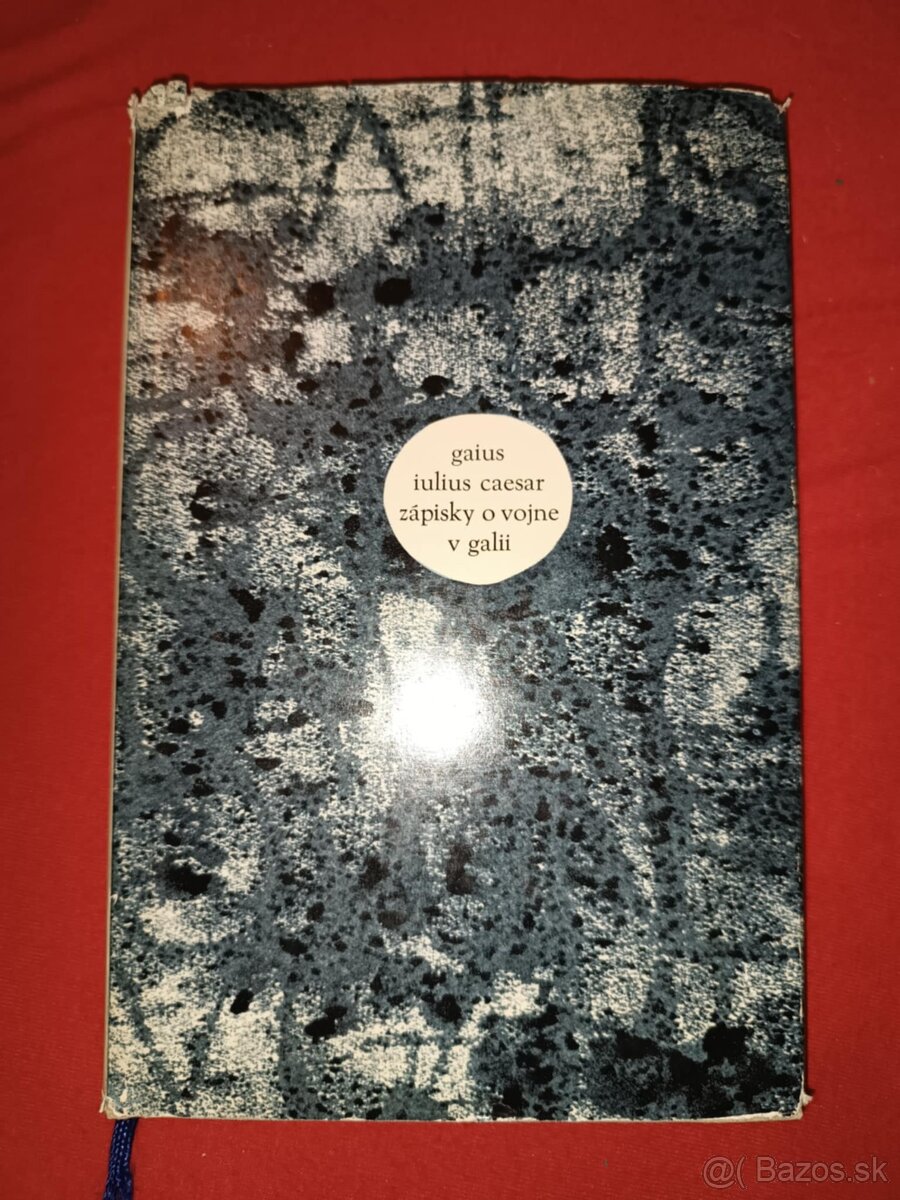 gaius
iulius caesar
zápisky o vojne
v galii
@( Bazos.sk